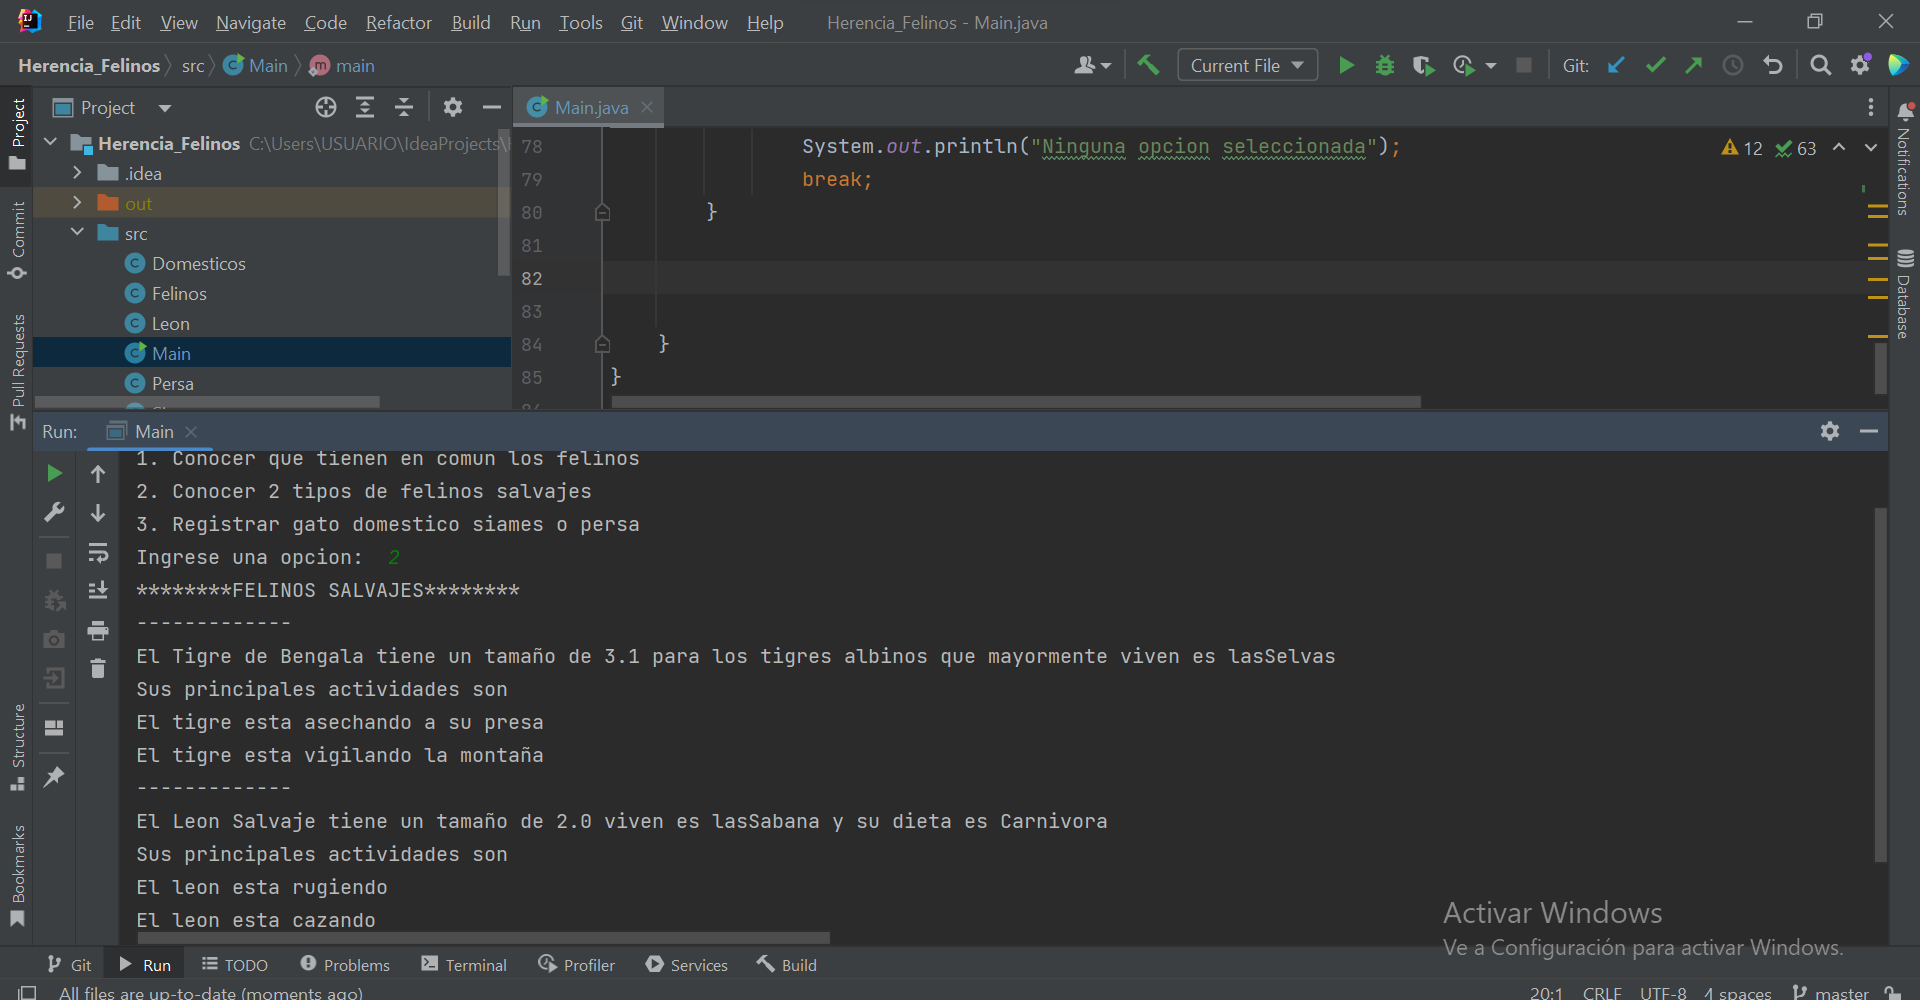 File Edit View Navigate Code Refactor Build Run Tools Git Window Help Herencia_Felinos - Main.java
Herencia_Felinos src Main main Current File Git:
Project Main.java
Herencia_Felinos C:\Users\USUARIO\IdeaProjects\
.idea
out
src
Domesticos
Felinos
Leon
Main
Persa
78 System.out.println("Ninguna opcion seleccionada");
79 break;
80 }
81
82
83
84 }
85 }
12 63
Project
Commit
Pull Requests
Structure
Bookmarks
Notifications
Database
Run: Main
1. Conocer que tienen en comun los felinos
2. Conocer 2 tipos de felinos salvajes
3. Registrar gato domestico siames o persa
Ingrese una opcion: 2
********FELINOS SALVAJES********
-------------
El Tigre de Bengala tiene un tamaño de 3.1 para los tigres albinos que mayormente viven es lasSelvas
Sus principales actividades son
El tigre esta asechando a su presa
El tigre esta vigilando la montaña
-------------
El Leon Salvaje tiene un tamaño de 2.0 viven es lasSabana y su dieta es Carnivora
Sus principales actividades son
El leon esta rugiendo
El leon esta cazando
Activar Windows
Ve a Configuración para activar Windows.
Git Run TODO Problems Terminal Profiler Services Build
All files are up-to-date (moments ago) 20:1 CRLF UTF-8 4 spaces master